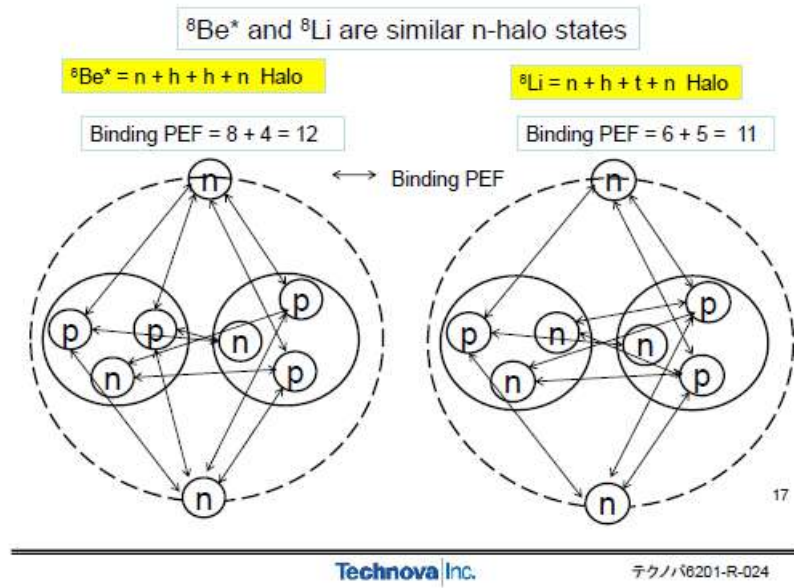 ⁸Be* and ⁸Li are similar n-halo states
⁸Be* = n + h + h + n Halo
⁸Li = n + h + t + n Halo
Binding PEF = 8 + 4 = 12
Binding PEF = 6 + 5 = 11
Binding PEF
n
n
p
p
n
n
p
p
p
n
n
n
p
p
n
n
17
Technova Inc.
テクノバ6201-R-024